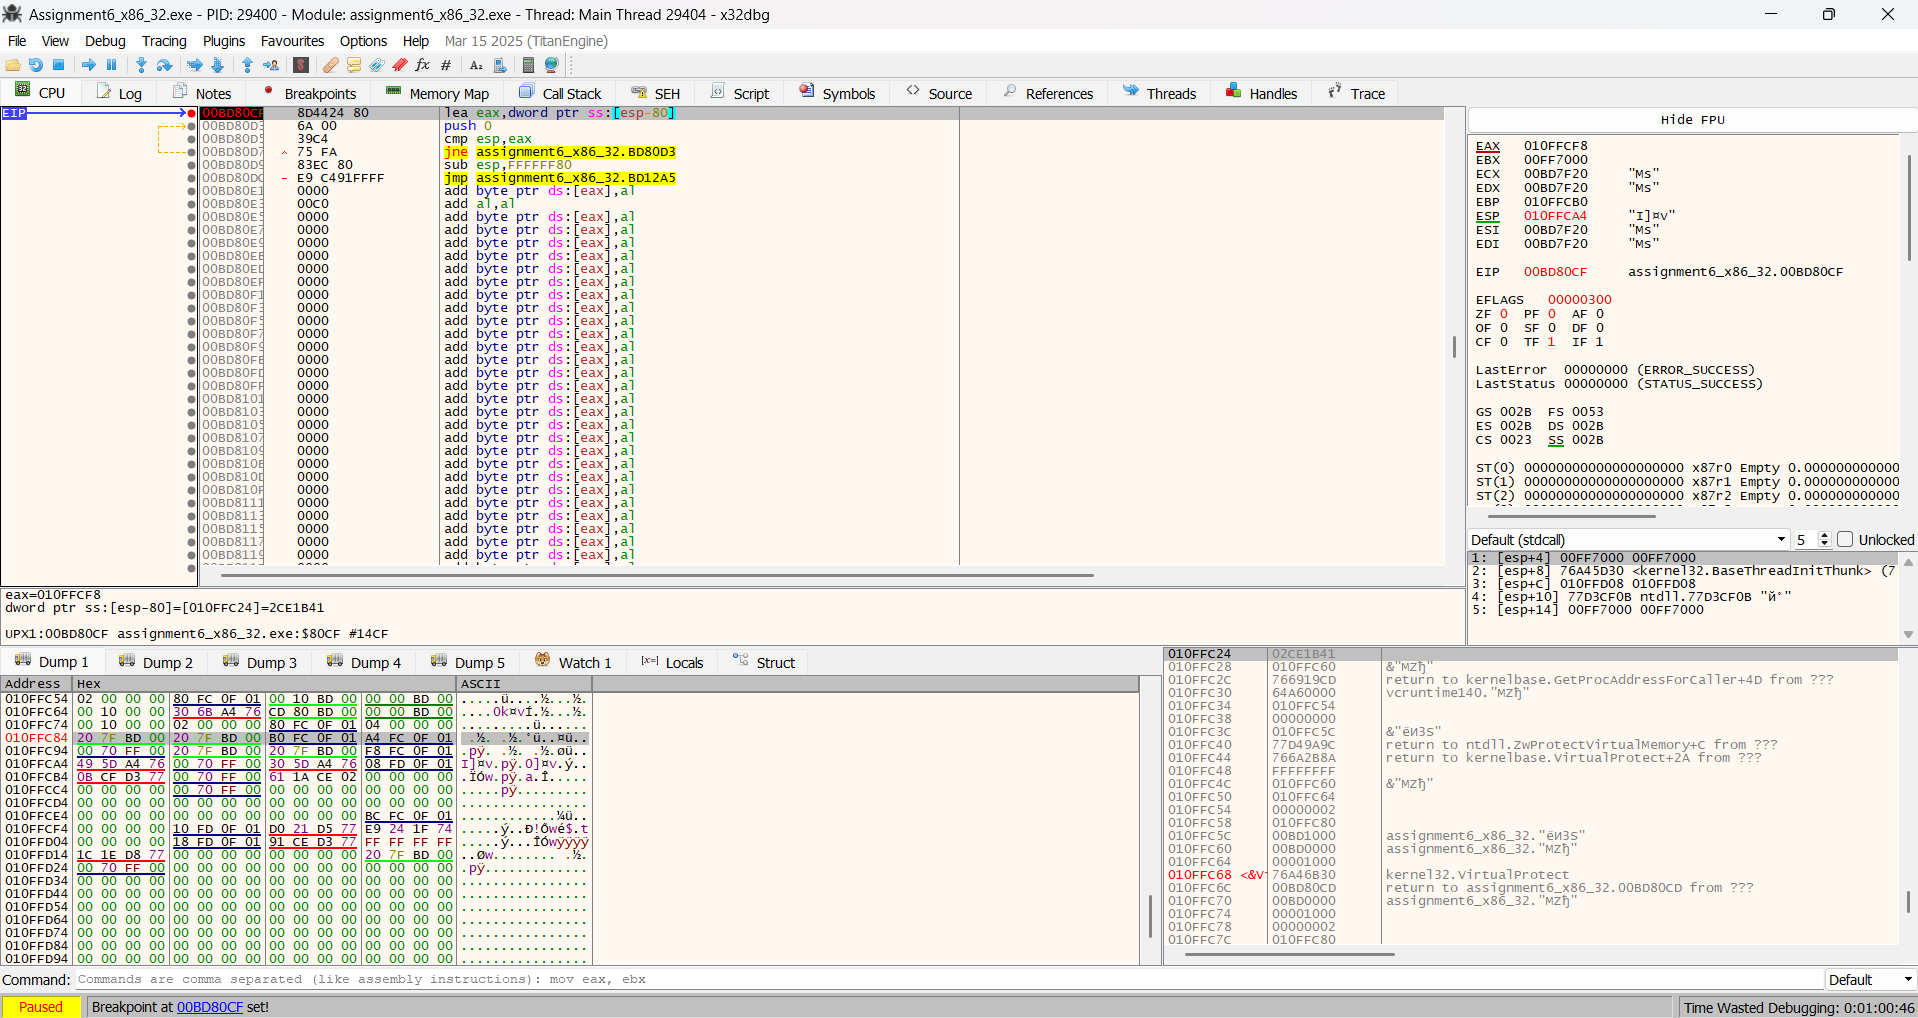 Assignment6_x86_32.exe - PID: 29400 - Module: assignment6_x86_32.exe - Thread: Main Thread 29404 - x32dbg
File View Debug Tracing Plugins Favourites Options Help Mar 15 2025 (TitanEngine)
CPU Log Notes Breakpoints Memory Map Call Stack SEH Script Symbols Source References Threads Handles Trace
EIP 00BD80CF 8D4424 80 lea eax,dword ptr ss:[esp-80]
00BD80D3 6A 00 push 0
00BD80D5 39C4 cmp esp,eax
00BD80D7 75 FA jne assignment6_x86_32.BD80D3
00BD80D9 83EC 80 sub esp,FFFFFF80
00BD80DC E9 C491FFFF jmp assignment6_x86_32.BD12A5
00BD80E1 0000 add byte ptr ds:[eax],al
00BD80E3 00C0 add al,al
00BD80E5 0000 add byte ptr ds:[eax],al
00BD80E7 0000 add byte ptr ds:[eax],al
00BD80E9 0000 add byte ptr ds:[eax],al
00BD80EB 0000 add byte ptr ds:[eax],al
00BD80ED 0000 add byte ptr ds:[eax],al
00BD80EF 0000 add byte ptr ds:[eax],al
00BD80F1 0000 add byte ptr ds:[eax],al
00BD80F3 0000 add byte ptr ds:[eax],al
00BD80F5 0000 add byte ptr ds:[eax],al
00BD80F7 0000 add byte ptr ds:[eax],al
00BD80F9 0000 add byte ptr ds:[eax],al
00BD80FB 0000 add byte ptr ds:[eax],al
00BD80FD 0000 add byte ptr ds:[eax],al
00BD80FF 0000 add byte ptr ds:[eax],al
00BD8101 0000 add byte ptr ds:[eax],al
00BD8103 0000 add byte ptr ds:[eax],al
00BD8105 0000 add byte ptr ds:[eax],al
00BD8107 0000 add byte ptr ds:[eax],al
00BD8109 0000 add byte ptr ds:[eax],al
00BD810B 0000 add byte ptr ds:[eax],al
00BD810D 0000 add byte ptr ds:[eax],al
00BD810F 0000 add byte ptr ds:[eax],al
00BD8111 0000 add byte ptr ds:[eax],al
00BD8113 0000 add byte ptr ds:[eax],al
00BD8115 0000 add byte ptr ds:[eax],al
00BD8117 0000 add byte ptr ds:[eax],al
00BD8119 0000 add byte ptr ds:[eax],al
Hide FPU
EAX 010FFCF8
EBX 00FF7000
ECX 00BD7F20 "Ms"
EDX 00BD7F20 "Ms"
EBP 010FFCB0
ESP 010FFCA4 "I]¤v"
ESI 00BD7F20 "Ms"
EDI 00BD7F20 "Ms"
EIP 00BD80CF assignment6_x86_32.00BD80CF
EFLAGS 00000300
ZF 0 PF 0 AF 0
OF 0 SF 0 DF 0
CF 0 TF 1 IF 1
LastError 00000000 (ERROR_SUCCESS)
LastStatus 00000000 (STATUS_SUCCESS)
GS 002B FS 0053
ES 002B DS 002B
CS 0023 SS 002B
ST(0) 00000000000000000000 x87r0 Empty 0.000000000000
ST(1) 00000000000000000000 x87r1 Empty 0.000000000000
ST(2) 00000000000000000000 x87r2 Empty 0.000000000000
Default (stdcall) 5 Unlocked
1: [esp+4] 00FF7000 00FF7000
2: [esp+8] 76A45D30 <kernel32.BaseThreadInitThunk> (7
3: [esp+C] 010FFD08 010FFD08
4: [esp+10] 77D3CF0B ntdll.77D3CF0B "й°"
5: [esp+14] 00FF7000 00FF7000
eax=010FFCF8
dword ptr ss:[esp-80]=[010FFC24]=2CE1B41
UPX1:00BD80CF assignment6_x86_32.exe:$80CF #14CF
Dump 1 Dump 2 Dump 3 Dump 4 Dump 5 Watch 1 Locals Struct
Address Hex ASCII
010FFC54 02 00 00 00 80 FC 0F 01 00 10 BD 00 00 00 BD 00 .....ü....½...½.
010FFC64 00 10 00 00 30 6B A4 76 CD 80 BD 00 00 00 BD 00 ....0k¤vÍ.½...½.
010FFC74 00 10 00 00 02 00 00 00 80 FC 0F 01 04 00 00 00 .........ü......
010FFC84 20 7F BD 00 20 7F BD 00 B0 FC 0F 01 A4 FC 0F 01 .½. .½.°ü..¤ü..
010FFC94 00 70 FF 00 20 7F BD 00 20 7F BD 00 F8 FC 0F 01 .pÿ. .½. .½.øü..
010FFCA4 49 5D A4 76 00 70 FF 00 30 5D A4 76 08 FD 0F 01 I]¤v.pÿ.0]¤v.ý..
010FFCB4 0B CF D3 77 00 70 FF 00 61 1A CE 02 00 00 00 00 .ÏÓw.pÿ.a.Î.....
010FFCC4 00 00 00 00 00 70 FF 00 00 00 00 00 00 00 00 00 .....pÿ.........
010FFCD4 00 00 00 00 00 00 00 00 00 00 00 00 00 00 00 00 ................
010FFCE4 00 00 00 00 00 00 00 00 00 00 00 00 BC FC 0F 01 ............¼ü..
010FFCF4 00 00 00 00 10 FD 0F 01 D0 21 D5 77 E9 24 1F 74 .....ý..Ð!Õwé$.t
010FFD04 00 00 00 00 18 FD 0F 01 91 CE D3 77 FF FF FF FF .....ý...ÎÓwÿÿÿÿ
010FFD14 1C 1E D8 77 00 00 00 00 00 00 00 00 20 7F BD 00 ..Øw........ .½.
010FFD24 00 70 FF 00 00 00 00 00 00 00 00 00 00 00 00 00 .pÿ.............
010FFD34 00 00 00 00 00 00 00 00 00 00 00 00 00 00 00 00 ................
010FFD44 00 00 00 00 00 00 00 00 00 00 00 00 00 00 00 00 ................
010FFD54 00 00 00 00 00 00 00 00 00 00 00 00 00 00 00 00 ................
010FFD64 00 00 00 00 00 00 00 00 00 00 00 00 00 00 00 00 ................
010FFD74 00 00 00 00 00 00 00 00 00 00 00 00 00 00 00 00 ................
010FFD84 00 00 00 00 00 00 00 00 00 00 00 00 00 00 00 00 ................
010FFD94 00 00 00 00 00 00 00 00 00 00 00 00 00 00 00 00 ................
010FFC24 02CE1B41
010FFC28 010FFC60 &"MZђ"
010FFC2C 766919CD return to kernelbase.GetProcAddressForCaller+4D from ???
010FFC30 64A60000 vcruntime140."MZђ"
010FFC34 010FFC54
010FFC38 00000000
010FFC3C 010FFC5C &"ёИ3S"
010FFC40 77D49A9C return to ntdll.ZwProtectVirtualMemory+C from ???
010FFC44 766A2B8A return to kernelbase.VirtualProtect+2A from ???
010FFC48 FFFFFFFF
010FFC4C 010FFC60 &"MZђ"
010FFC50 010FFC64
010FFC54 00000002
010FFC58 010FFC80
010FFC5C 00BD1000 assignment6_x86_32."ёИ3S"
010FFC60 00BD0000 assignment6_x86_32."MZђ"
010FFC64 00001000
010FFC68 <&V 76A46B30 kernel32.VirtualProtect
010FFC6C 00BD80CD return to assignment6_x86_32.00BD80CD from ???
010FFC70 00BD0000 assignment6_x86_32."MZђ"
010FFC74 00001000
010FFC78 00000002
010FFC7C 010FFC80
Command: Commands are comma separated (like assembly instructions): mov eax, ebx Default
Paused Breakpoint at 00BD80CF set! Time Wasted Debugging: 0:01:00:46